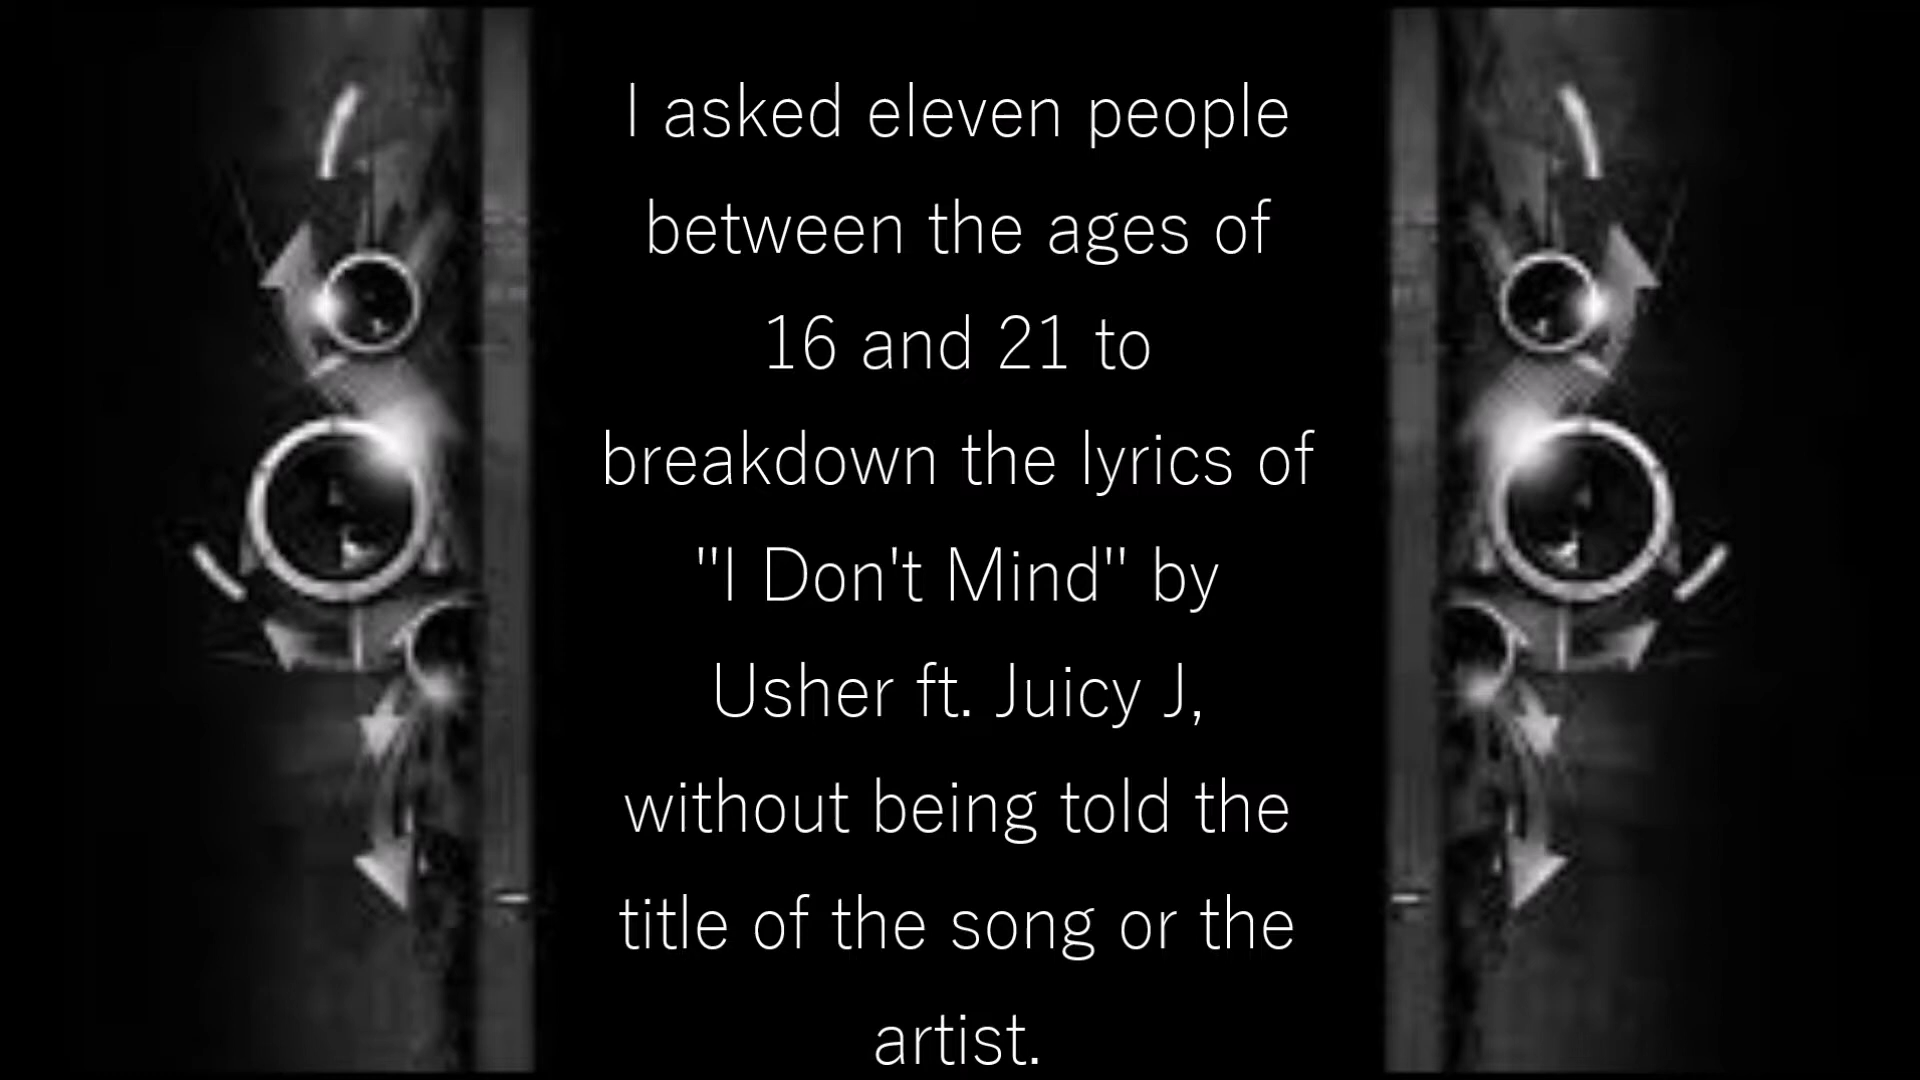 I asked eleven people
between the ages of
16 and 21 to
breakdown the lyrics of
"I Don't Mind" by
Usher ft. Juicy J,
without being told the
title of the song or the
artist.